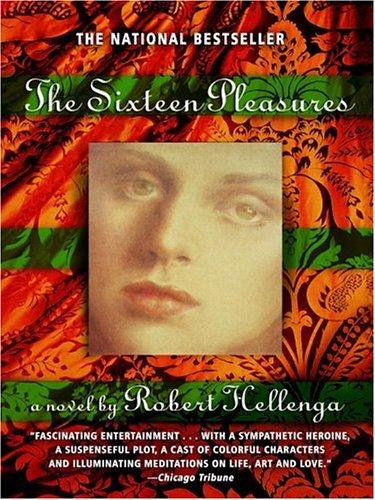 THE NATIONAL BESTSELLER
The Sixteen Pleasures
a novel by Robert Hellenga
"FASCINATING ENTERTAINMENT . . . WITH A SYMPATHETIC HEROINE,
A SUSPENSEFUL PLOT, A CAST OF COLORFUL CHARACTERS
AND ILLUMINATING MEDITATIONS ON LIFE, ART AND LOVE."
—Chicago Tribune